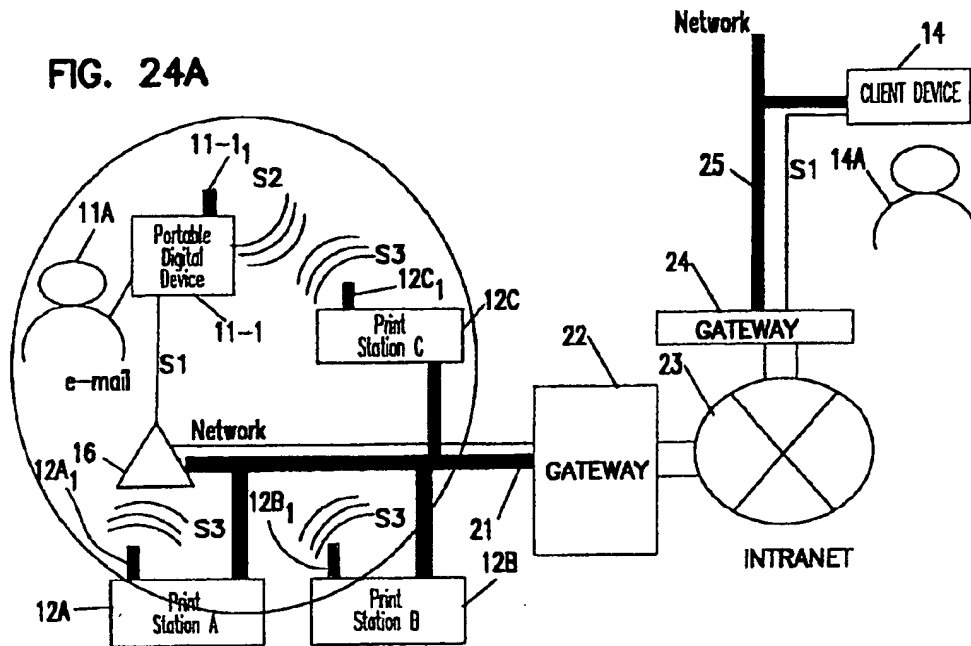 FIG. 24A
Network
14
CLIENT DEVICE
11-1₁
S2
11A
Portable
Digital
Device
S3
12C₁
12C
Print
Station C
11-1
25
S1
14A
24
GATEWAY
22
23
e-mail
S1
Network
16
12A₁
S3
12B₁
S3
GATEWAY
21
12B
INTRANET
12A
Print
Station A
Print
Station B